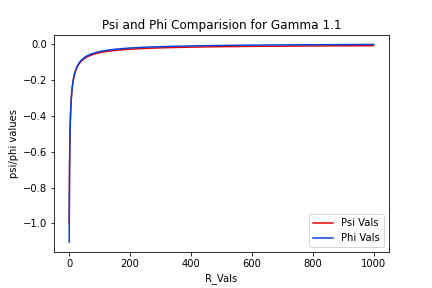 Psi and Phi Comparision for Gamma 1.1
psi/phi values
0.0
−0.2
−0.4
−0.6
−0.8
−1.0
Psi Vals
Phi Vals
0 200 400 600 800 1000
R_Vals